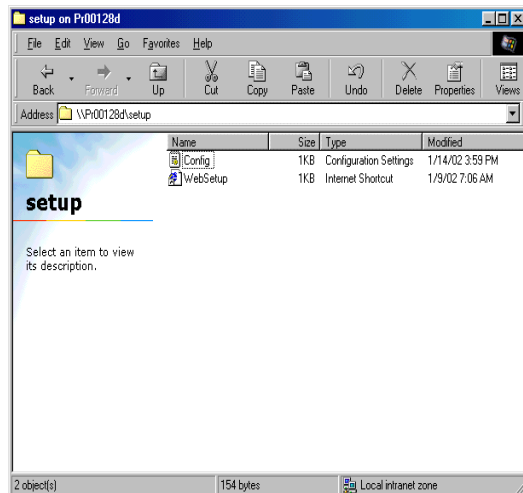 setup on Pr00128d
File Edit View Go Favorites Help
Back Forward Up Cut Copy Paste Undo Delete Properties Views
Address \\Pr00128d\setup
Name Size Type Modified
Config 1KB Configuration Settings 1/14/02 3:59 PM
WebSetup 1KB Internet Shortcut 1/9/02 7:06 AM
setup
Select an item to view
its description.
2 object(s) 154 bytes Local intranet zone